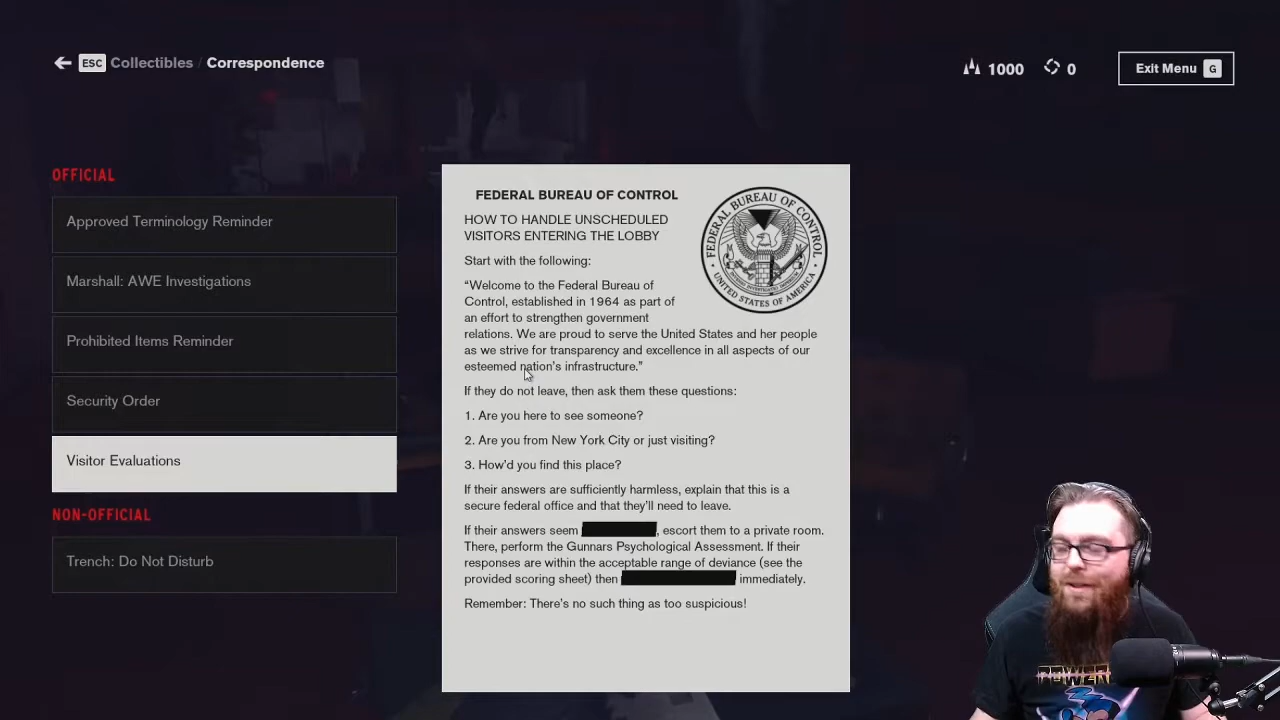 ESC Collectibles / Correspondence
1000
0
Exit Menu G
OFFICIAL
Approved Terminology Reminder
Marshall: AWE Investigations
Prohibited Items Reminder
Security Order
Visitor Evaluations
NON-OFFICIAL
Trench: Do Not Disturb
FEDERAL BUREAU OF CONTROL
HOW TO HANDLE UNSCHEDULED
VISITORS ENTERING THE LOBBY
Start with the following:
“Welcome to the Federal Bureau of
Control, established in 1964 as part of
an effort to strengthen government
relations. We are proud to serve the United States and her people
as we strive for transparency and excellence in all aspects of our
esteemed nation's infrastructure.”
If they do not leave, then ask them these questions:
1. Are you here to see someone?
2. Are you from New York City or just visiting?
3. How'd you find this place?
If their answers are sufficiently harmless, explain that this is a
secure federal office and that they'll need to leave.
If their answers seem , escort them to a private room.
There, perform the Gunnars Psychological Assessment. If their
responses are within the acceptable range of deviance (see the
provided scoring sheet) then immediately.
Remember: There's no such thing as too suspicious!
FEDERAL BUREAU OF CONTROL
UNITED STATES OF AMERICA
POWER